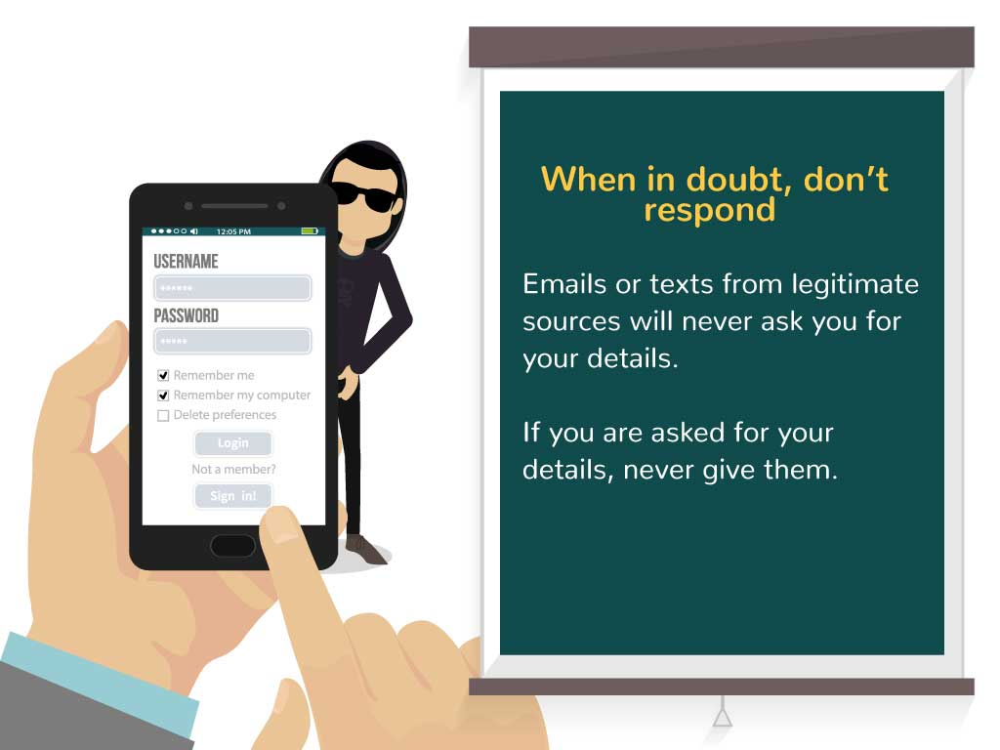 12:05 PM
USERNAME
******
PASSWORD
*****
Remember me
Remember my computer
Delete preferences
Login
Not a member?
Sign in!
When in doubt, don't
respond
Emails or texts from legitimate
sources will never ask you for
your details.
If you are asked for your
details, never give them.